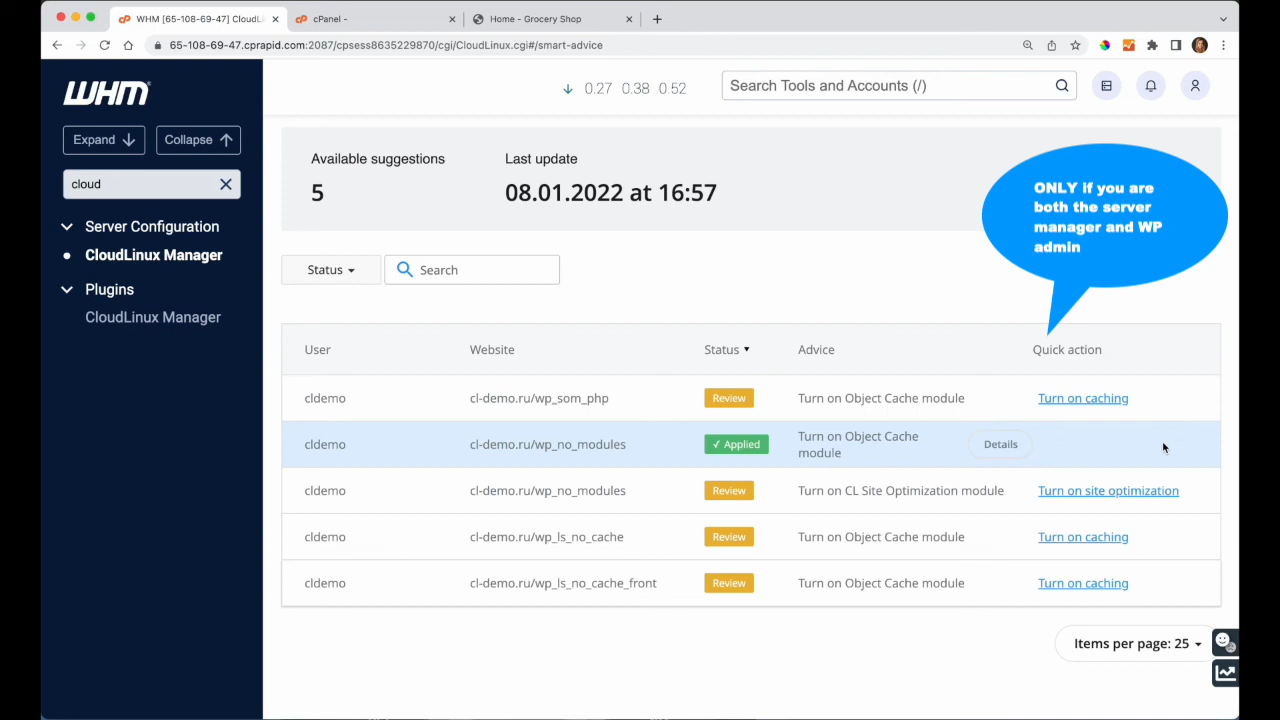 WHM [65-108-69-47] CloudLi
cPanel -
Home - Grocery Shop
65-108-69-47.cprapid.com:2087/cpsess8635229870/cgi/CloudLinux.cgi#/smart-advice
WHM
0.27 0.38 0.52
Search Tools and Accounts (/)
Expand
Collapse
cloud
Server Configuration
CloudLinux Manager
Plugins
CloudLinux Manager
Available suggestions
Last update
5
08.01.2022 at 16:57
ONLY if you are
both the server
manager and WP
admin
Status
Search
User Website Status Advice Quick action
cldemo cl-demo.ru/wp_som_php Review Turn on Object Cache module Turn on caching
cldemo cl-demo.ru/wp_no_modules ✓ Applied Turn on Object Cache
module
Details
cldemo cl-demo.ru/wp_no_modules Review Turn on CL Site Optimization module Turn on site optimization
cldemo cl-demo.ru/wp_ls_no_cache Review Turn on Object Cache module Turn on caching
cldemo cl-demo.ru/wp_ls_no_cache_front Review Turn on Object Cache module Turn on caching
Items per page: 25